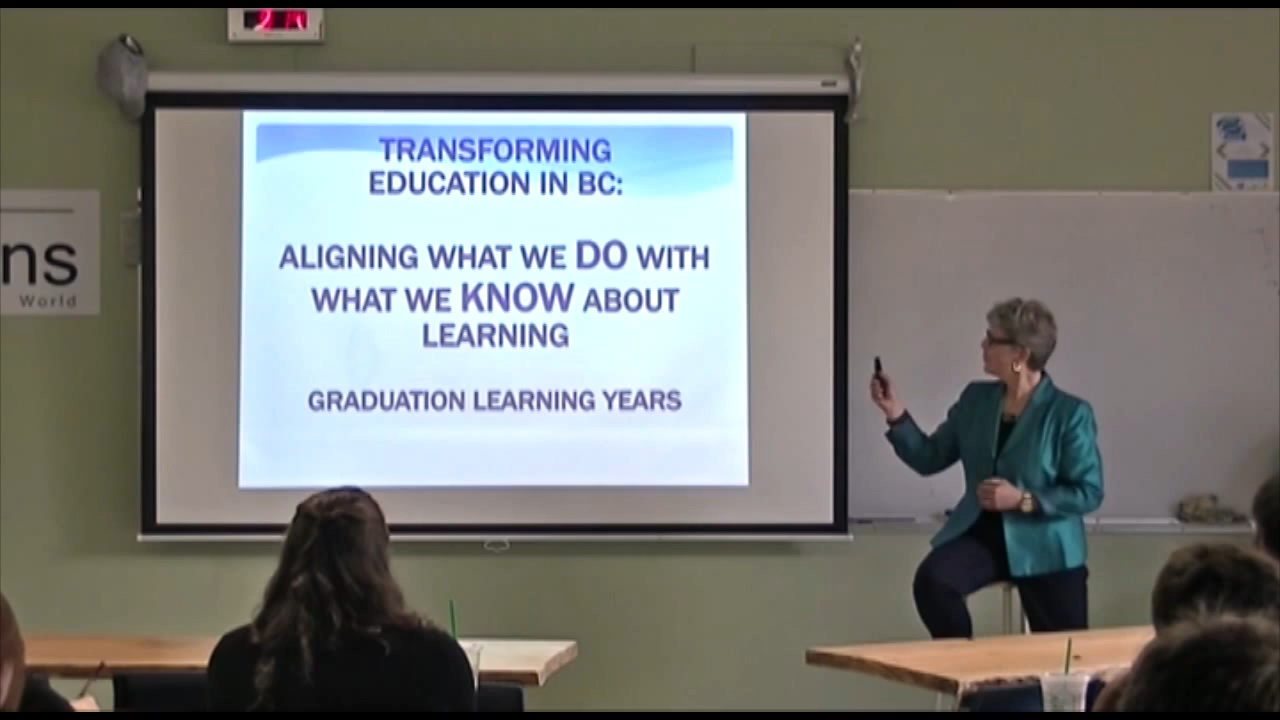 TRANSFORMING
EDUCATION IN BC:
ALIGNING WHAT WE DO WITH
WHAT WE KNOW ABOUT
LEARNING
GRADUATION LEARNING YEARS
ns
World